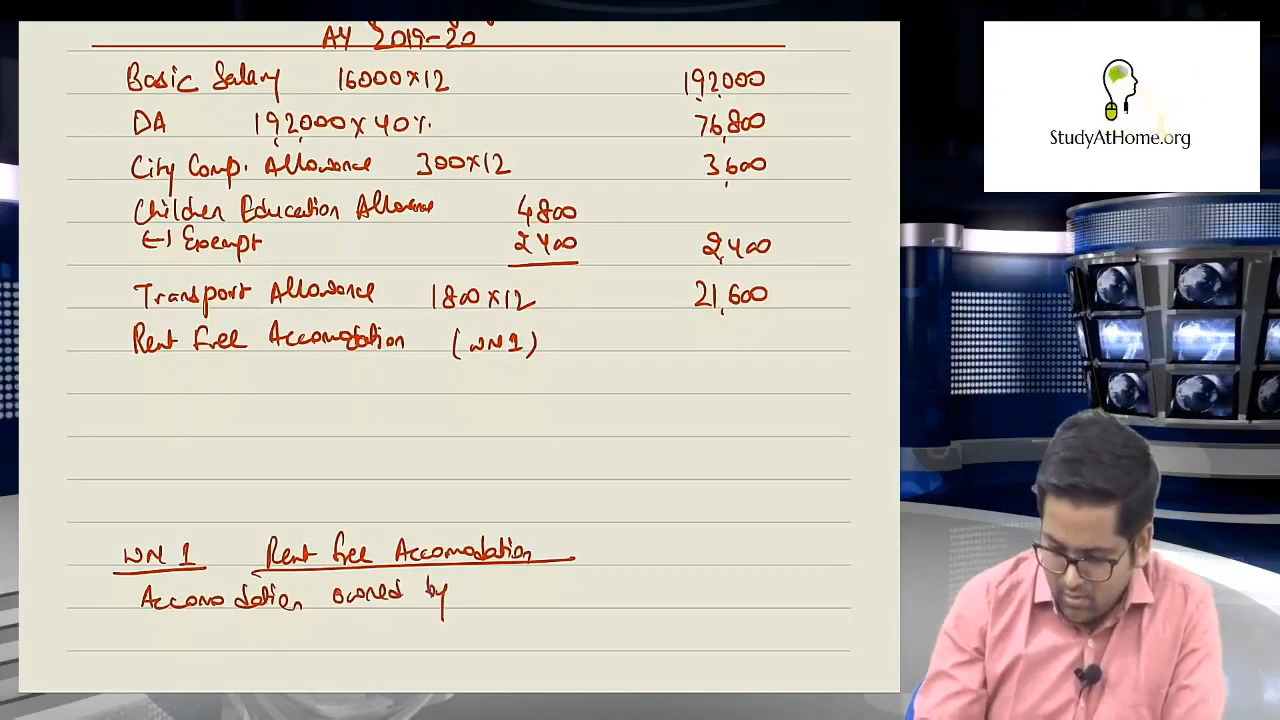 AY 2019-20
Basic Salary 16000×12 192000
DA 192000 × 40% 76,800
City Comp. Allowance 300×12 3,600
Children Education Allowance 4800
(-) Exempt 2400 2,400
Transport Allowance 1800×12 21,600
Rent Free Accomodation (WN1)
WN 1 Rent Free Accomodation
Accomodation owned by
StudyAtHome.org